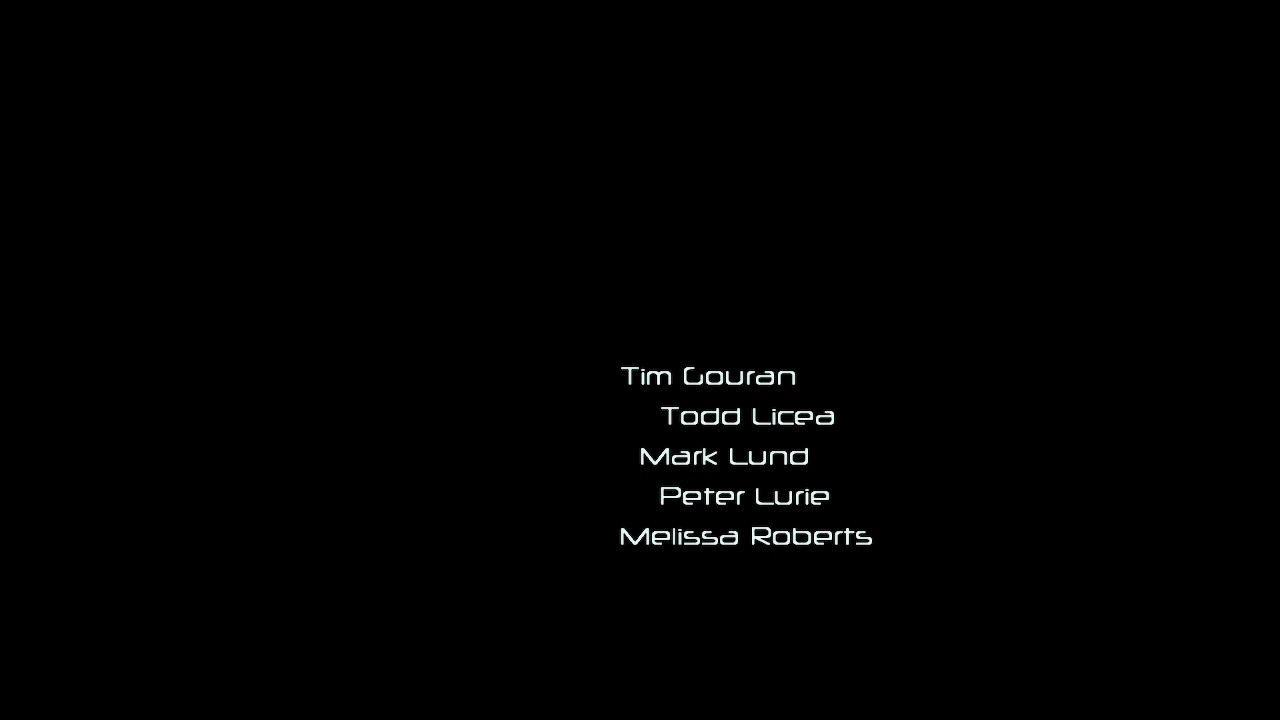 Tim Gouran
Todd Licea
Mark Lund
Peter Lurie
Melissa Roberts